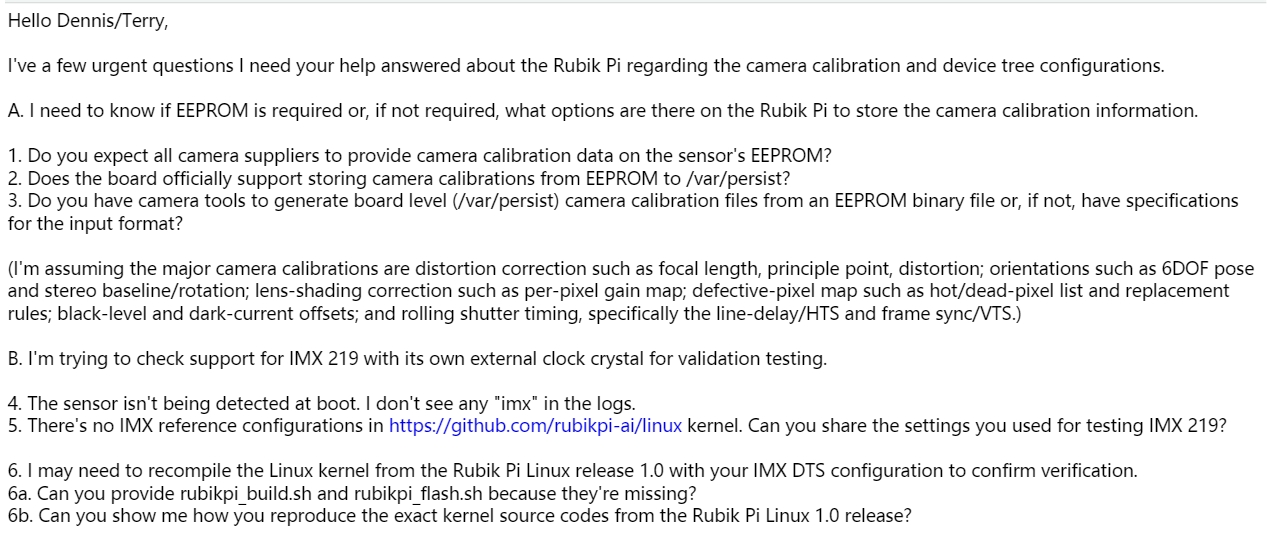 Hello Dennis/Terry,
I've a few urgent questions I need your help answered about the Rubik Pi regarding the camera calibration and device tree configurations.
A. I need to know if EEPROM is required or, if not required, what options are there on the Rubik Pi to store the camera calibration information.
1. Do you expect all camera suppliers to provide camera calibration data on the sensor's EEPROM?
2. Does the board officially support storing camera calibrations from EEPROM to /var/persist?
3. Do you have camera tools to generate board level (/var/persist) camera calibration files from an EEPROM binary file or, if not, have specifications
for the input format?
(I'm assuming the major camera calibrations are distortion correction such as focal length, principle point, distortion; orientations such as 6DOF pose
and stereo baseline/rotation; lens-shading correction such as per-pixel gain map; defective-pixel map such as hot/dead-pixel list and replacement
rules; black-level and dark-current offsets; and rolling shutter timing, specifically the line-delay/HTS and frame sync/VTS.)
B. I'm trying to check support for IMX 219 with its own external clock crystal for validation testing.
4. The sensor isn't being detected at boot. I don't see any "imx" in the logs.
5. There's no IMX reference configurations in https://github.com/rubikpi-ai/linux kernel. Can you share the settings you used for testing IMX 219?
6. I may need to recompile the Linux kernel from the Rubik Pi Linux release 1.0 with your IMX DTS configuration to confirm verification.
6a. Can you provide rubikpi_build.sh and rubikpi_flash.sh because they're missing?
6b. Can you show me how you reproduce the exact kernel source codes from the Rubik Pi Linux 1.0 release?